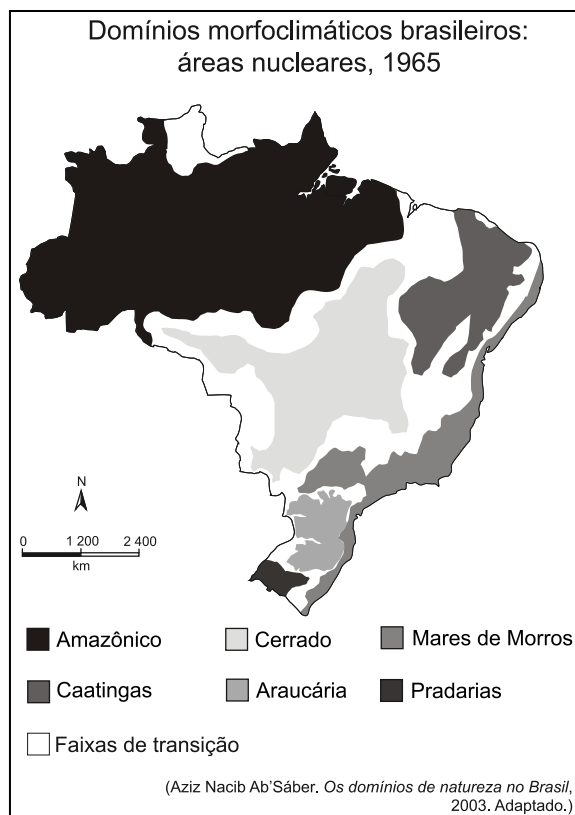 Domínios morfoclimáticos brasileiros:
áreas nucleares, 1965
N
0 1 200 2 400
km
Amazônico Cerrado Mares de Morros
Caatingas Araucária Pradarias
Faixas de transição
(Aziz Nacib Ab’Sáber. Os domínios de natureza no Brasil,
2003. Adaptado.)